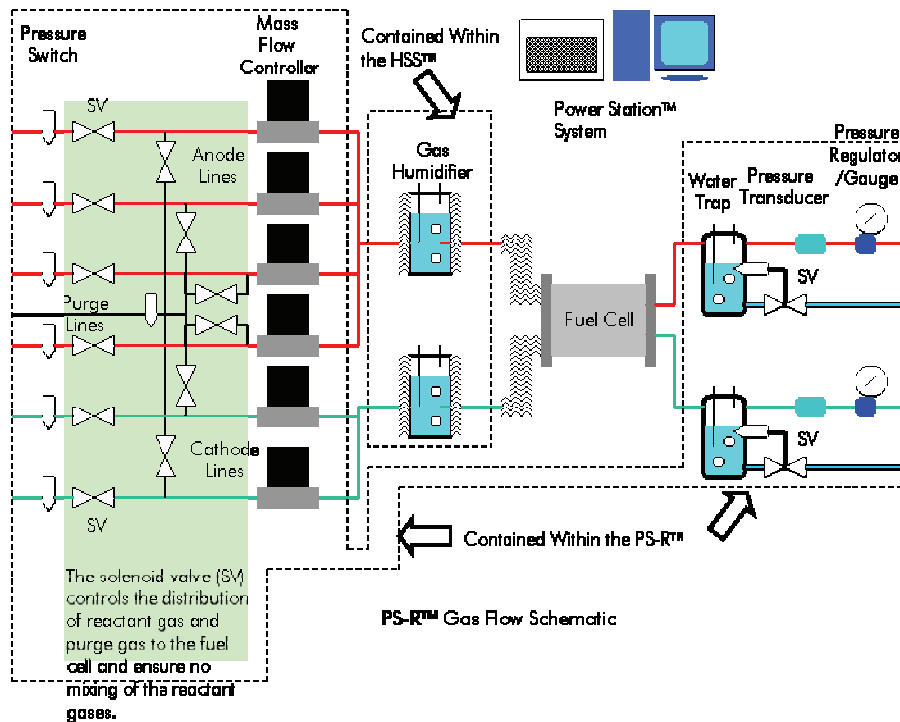 Pressure
Switch
Mass
Flow
Controller
Contained Within
the HSS™
Power Station™
System
SV
Anode
Lines
Gas
Humidifier
Water
Trap
Pressure
Transducer
Pressure
Regulator
/Gauge
SV
Purge
Lines
Fuel Cell
Cathode
Lines
SV
SV
Contained Within the PS-R™
The solenoid valve (SV)
controls the distribution
of reactant gas and
purge gas to the fuel
cell and ensure no
mixing of the reactant
gases.
PS-R™ Gas Flow Schematic